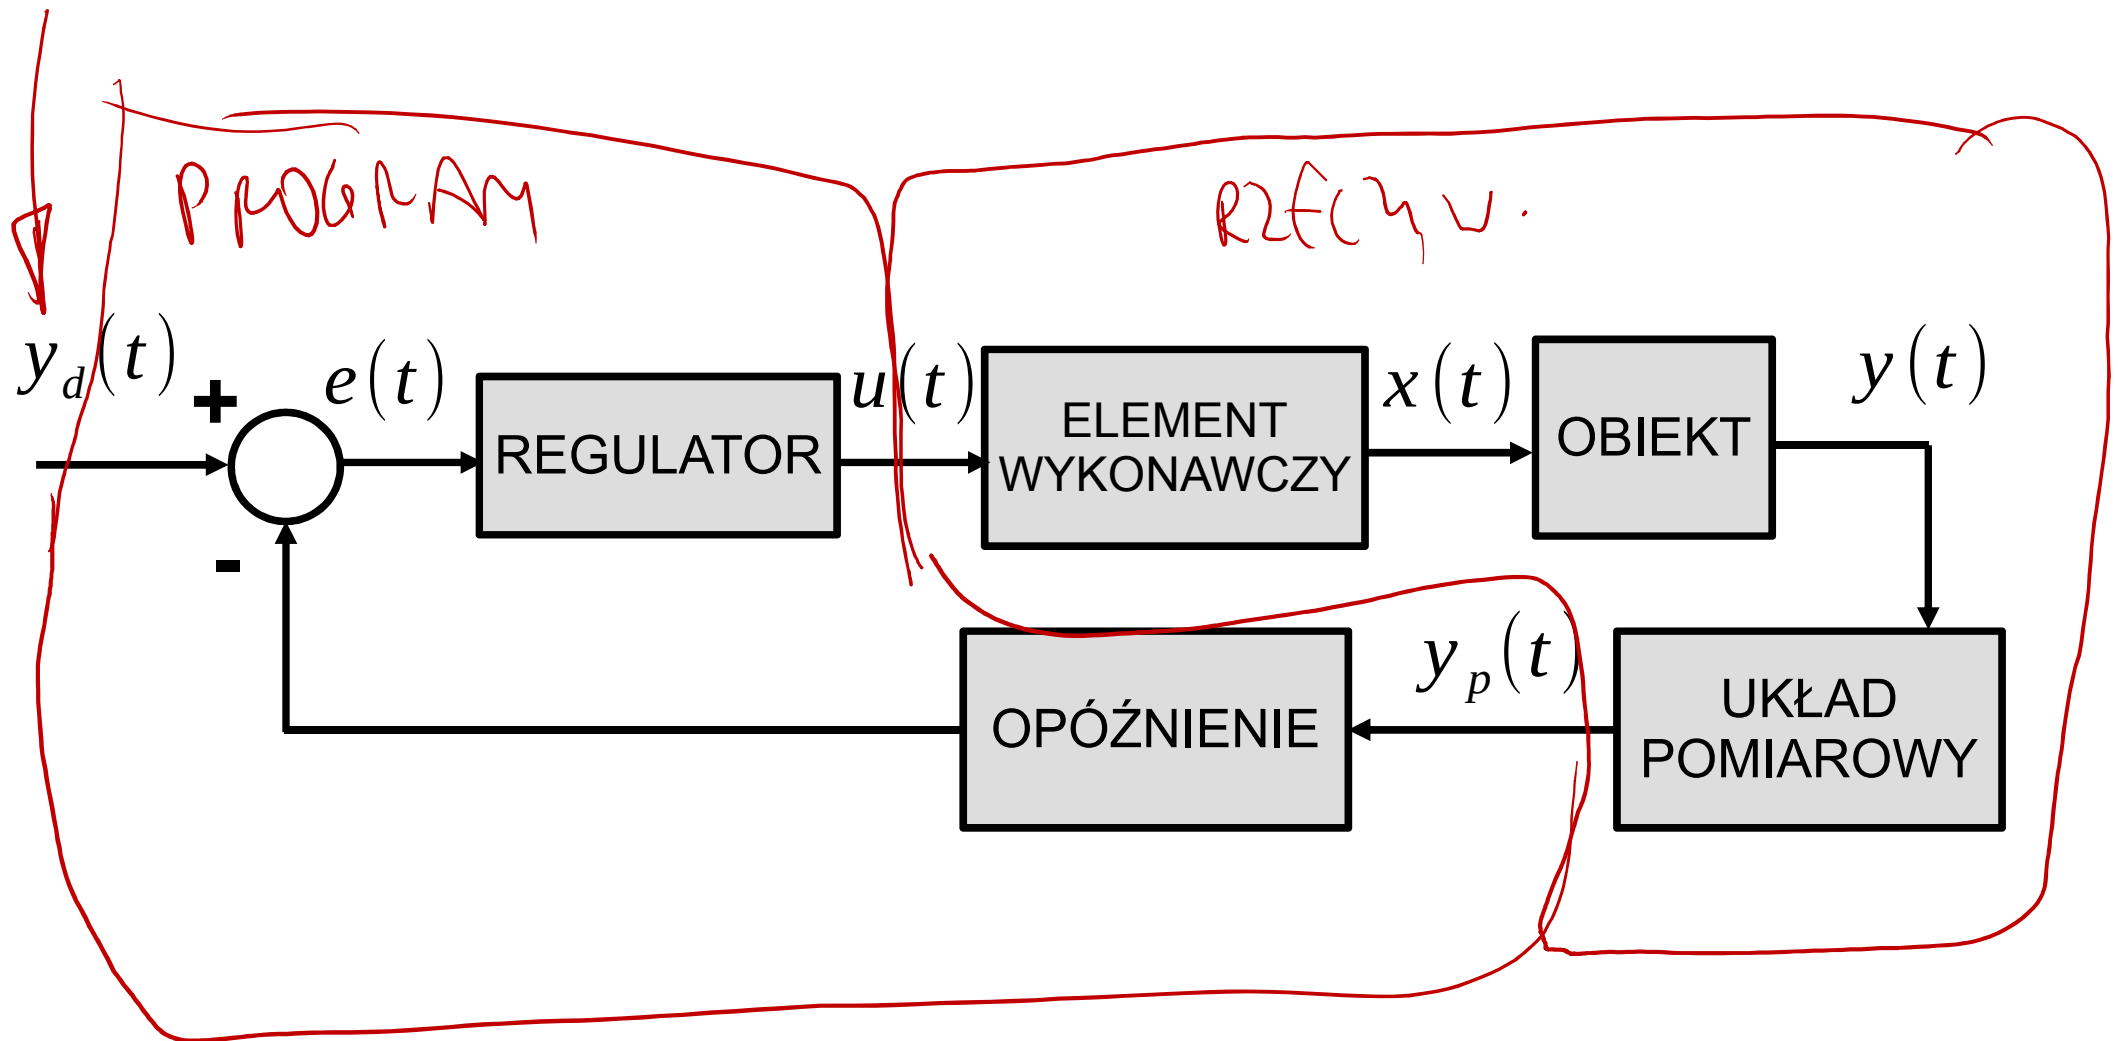 PROGRAM
RZECZYW.
y_d(t)
+
e(t)
REGULATOR
u(t)
ELEMENT
WYKONAWCZY
x(t)
OBIEKT
y(t)
-
OPÓŹNIENIE
y_p(t)
UKŁAD
POMIAROWY